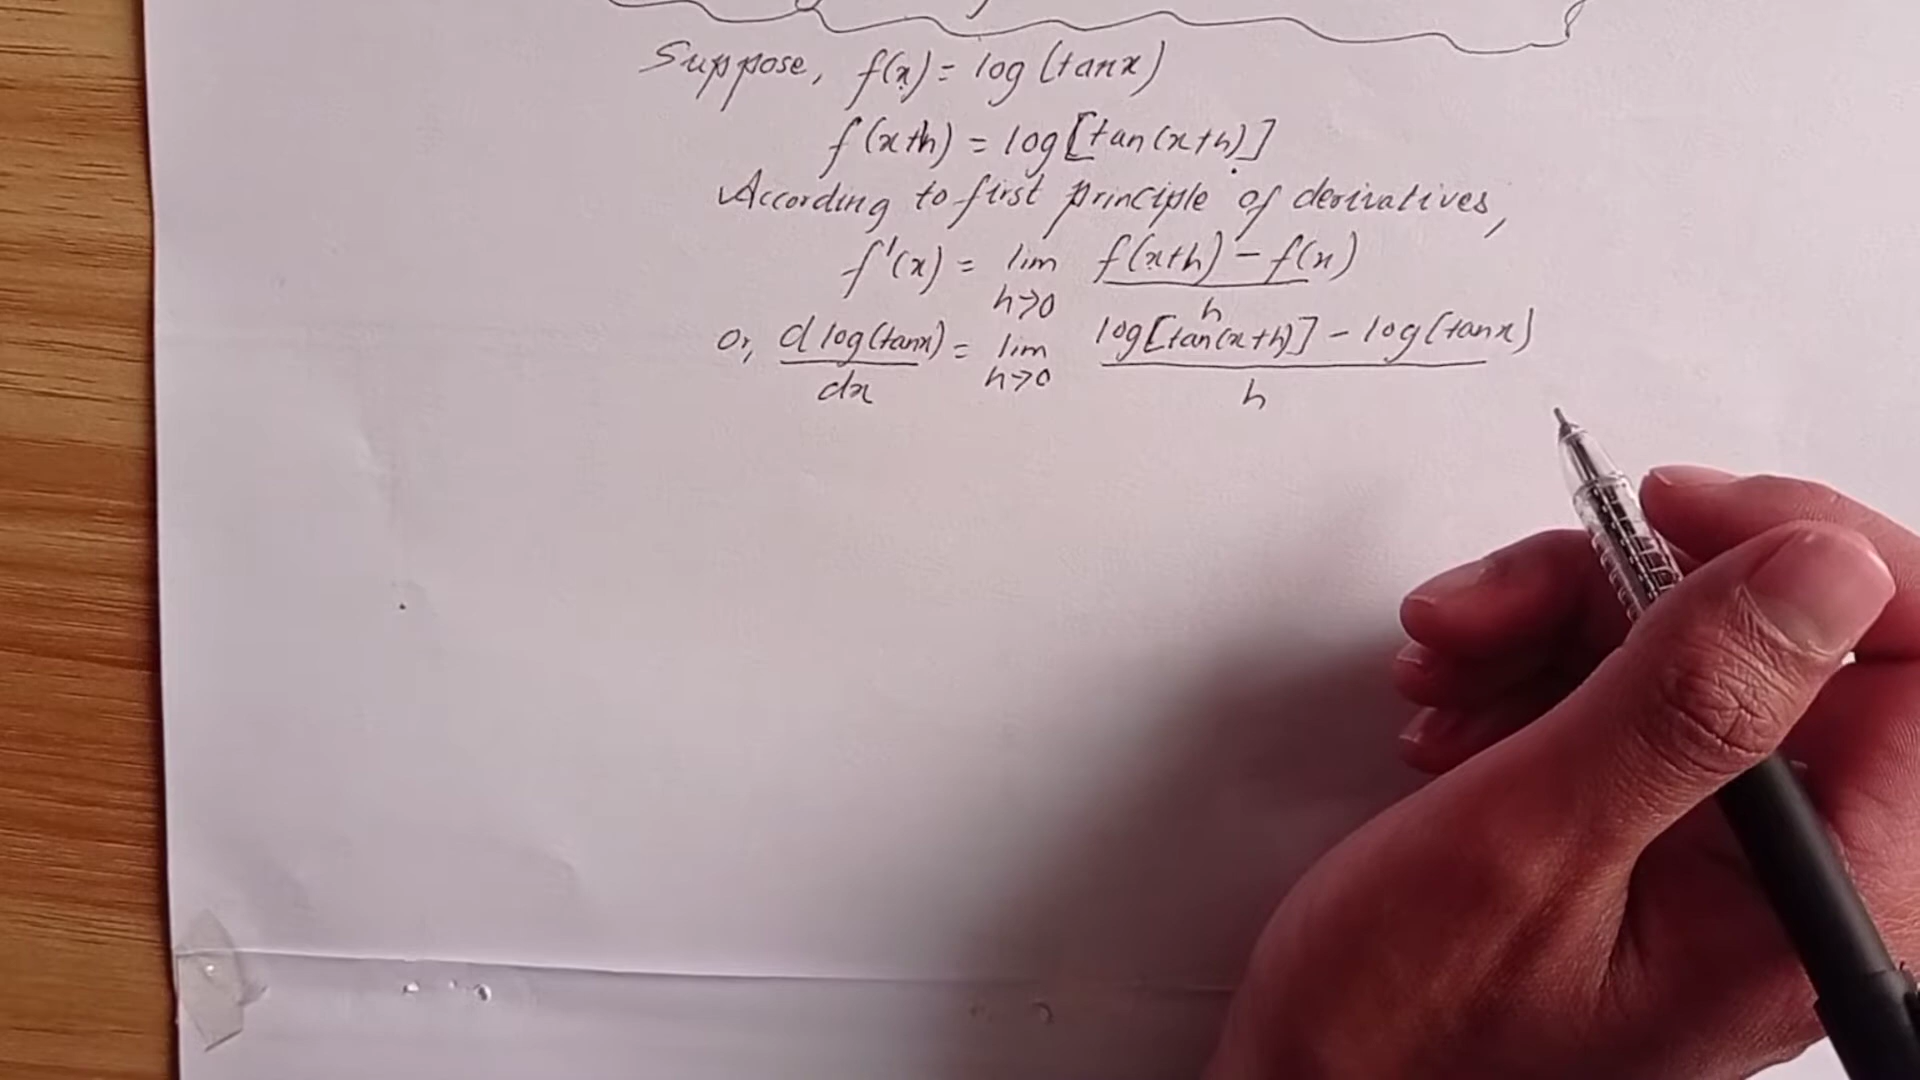 Suppose, f(x) = log (tanx)
f(x+h) = log [tan(x+h)]
According to first principle of derivatives,
f'(x) = lim h→0 f(x+h) - f(x) / h
or, d log(tanx) / dx = lim h→0 log[tan(x+h)] - log(tanx) / h